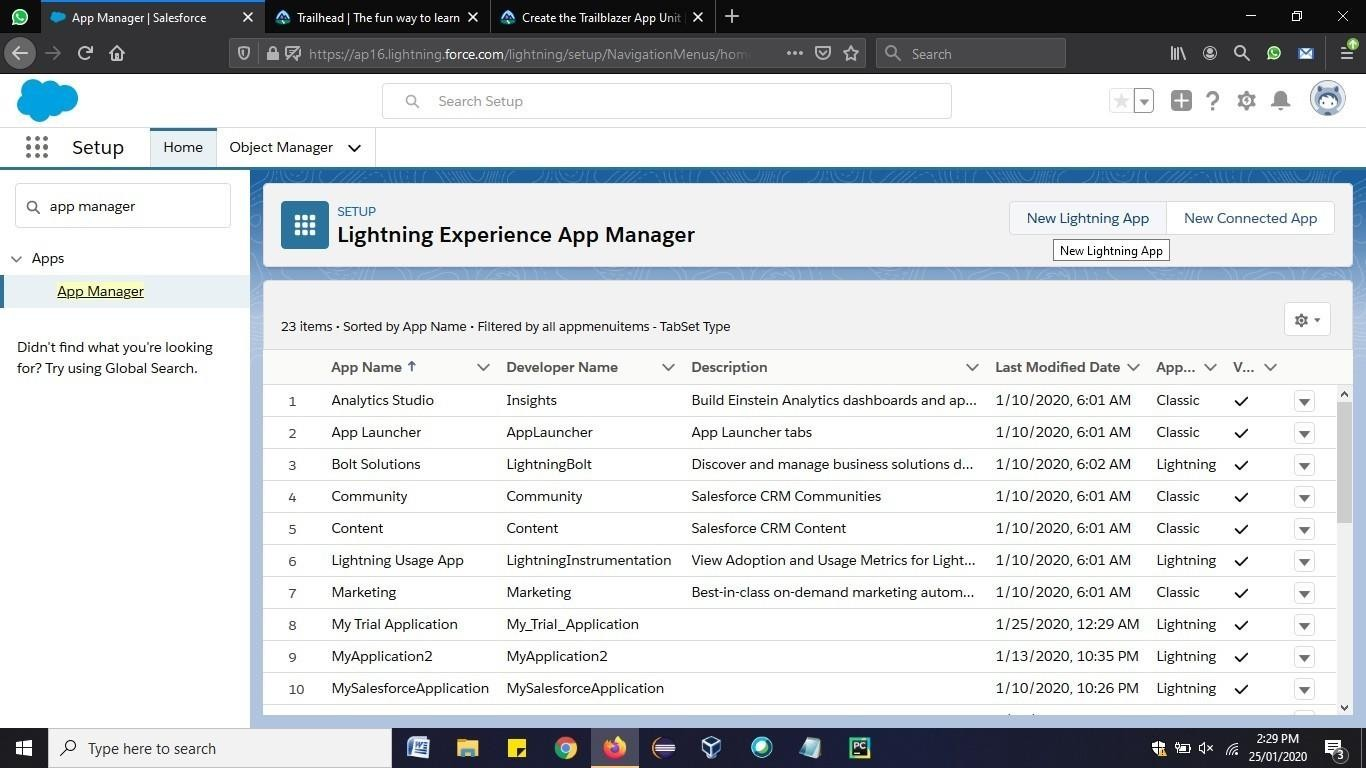 App Manager | Salesforce
Trailhead | The fun way to learn
Create the Trailblazer App Unit
https://ap16.lightning.force.com/lightning/setup/NavigationMenus/hom
Search
Search Setup
Setup
Home
Object Manager
app manager
Apps
App Manager
Didn't find what you're looking
for? Try using Global Search.
SETUP
Lightning Experience App Manager
New Lightning App
New Connected App
New Lightning App
23 items • Sorted by App Name • Filtered by all appmenuitems - TabSet Type
App Name Developer Name Description Last Modified Date App... V...
1 Analytics Studio Insights Build Einstein Analytics dashboards and ap... 1/10/2020, 6:01 AM Classic
2 App Launcher AppLauncher App Launcher tabs 1/10/2020, 6:01 AM Classic
3 Bolt Solutions LightningBolt Discover and manage business solutions d... 1/10/2020, 6:02 AM Lightning
4 Community Community Salesforce CRM Communities 1/10/2020, 6:01 AM Classic
5 Content Content Salesforce CRM Content 1/10/2020, 6:01 AM Classic
6 Lightning Usage App LightningInstrumentation View Adoption and Usage Metrics for Light... 1/10/2020, 6:01 AM Lightning
7 Marketing Marketing Best-in-class on-demand marketing autom... 1/10/2020, 6:01 AM Classic
8 My Trial Application My_Trial_Application 1/25/2020, 12:29 AM Lightning
9 MyApplication2 MyApplication2 1/13/2020, 10:35 PM Lightning
10 MySalesforceApplication MySalesforceApplication 1/10/2020, 10:26 PM Lightning
Type here to search
PC
2:29 PM
25/01/2020
3